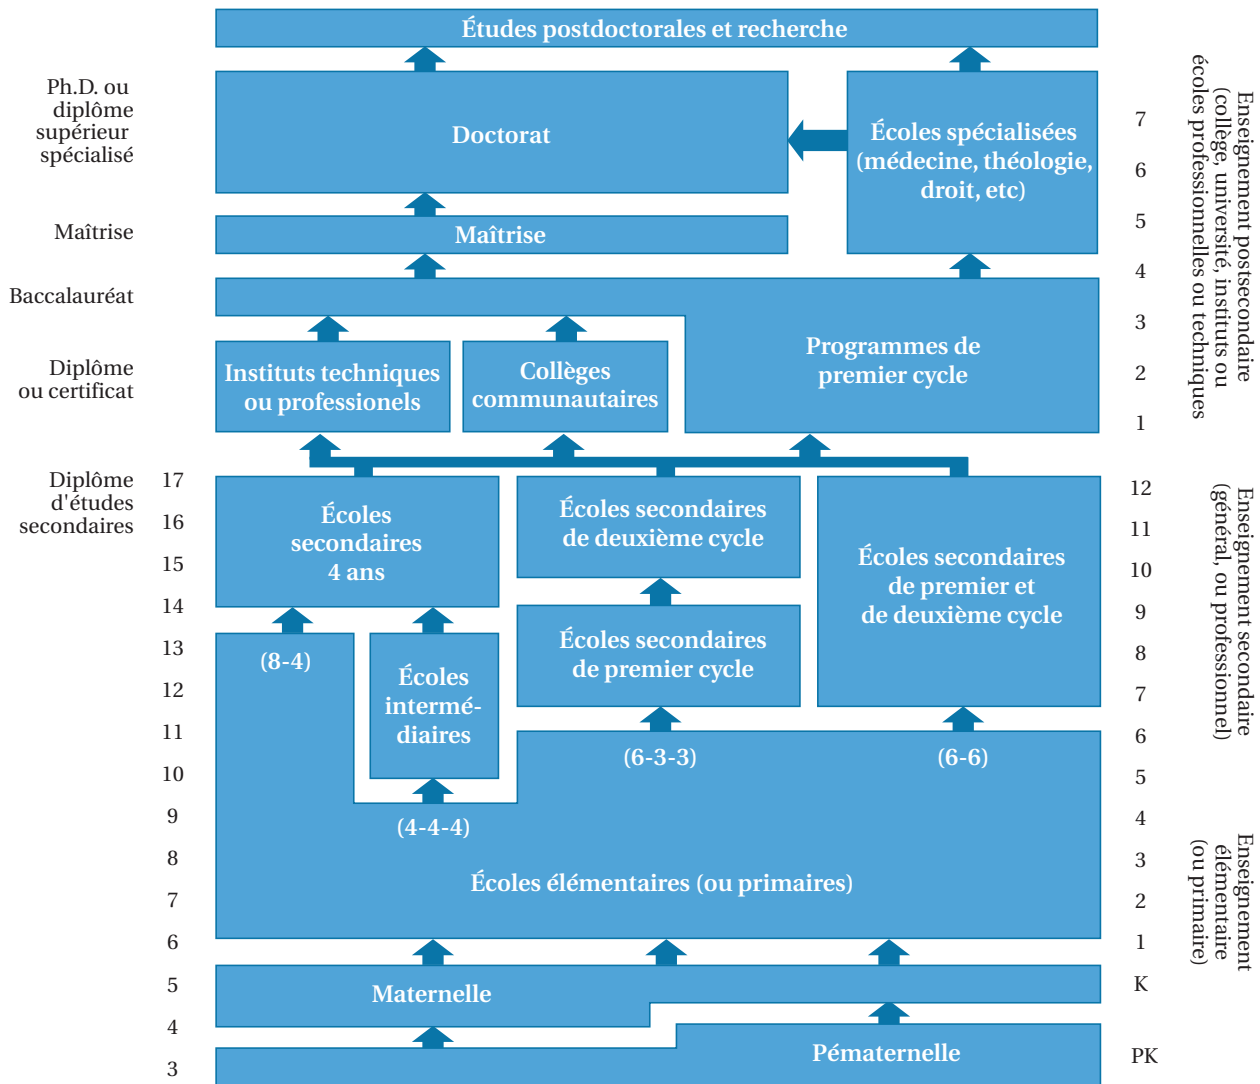 Études postdoctorales et recherche
Ph.D. ou
diplôme
supérieur
spécialisé
Doctorat
Écoles spécialisées
(médecine, théologie,
droit, etc)
7
6
5
Maîtrise
Maîtrise
4
Baccalauréat
3
Programmes de
premier cycle
Diplôme
ou certificat
Instituts techniques
ou professionels
Collèges
communautaires
2
1
Enseignement postsecondaire
(collège, université, instituts ou
écoles professionnelles ou techniques
Diplôme
d'études
secondaires
17
16
15
14
13
12
11
10
9
8
7
6
5
4
3
Écoles
secondaires
4 ans
Écoles secondaires
de deuxième cycle
Écoles secondaires
de premier et
de deuxième cycle
Écoles secondaires
de premier cycle
(8-4)
Écoles
intermé-
diaires
(6-3-3)
(6-6)
(4-4-4)
Écoles élémentaires (ou primaires)
Maternelle
Pématernelle
12
11
10
9
8
7
6
5
4
3
2
1
K
PK
Enseignement secondaire
(général, ou professionnel)
Enseignement
élémentaire
(ou primaire)